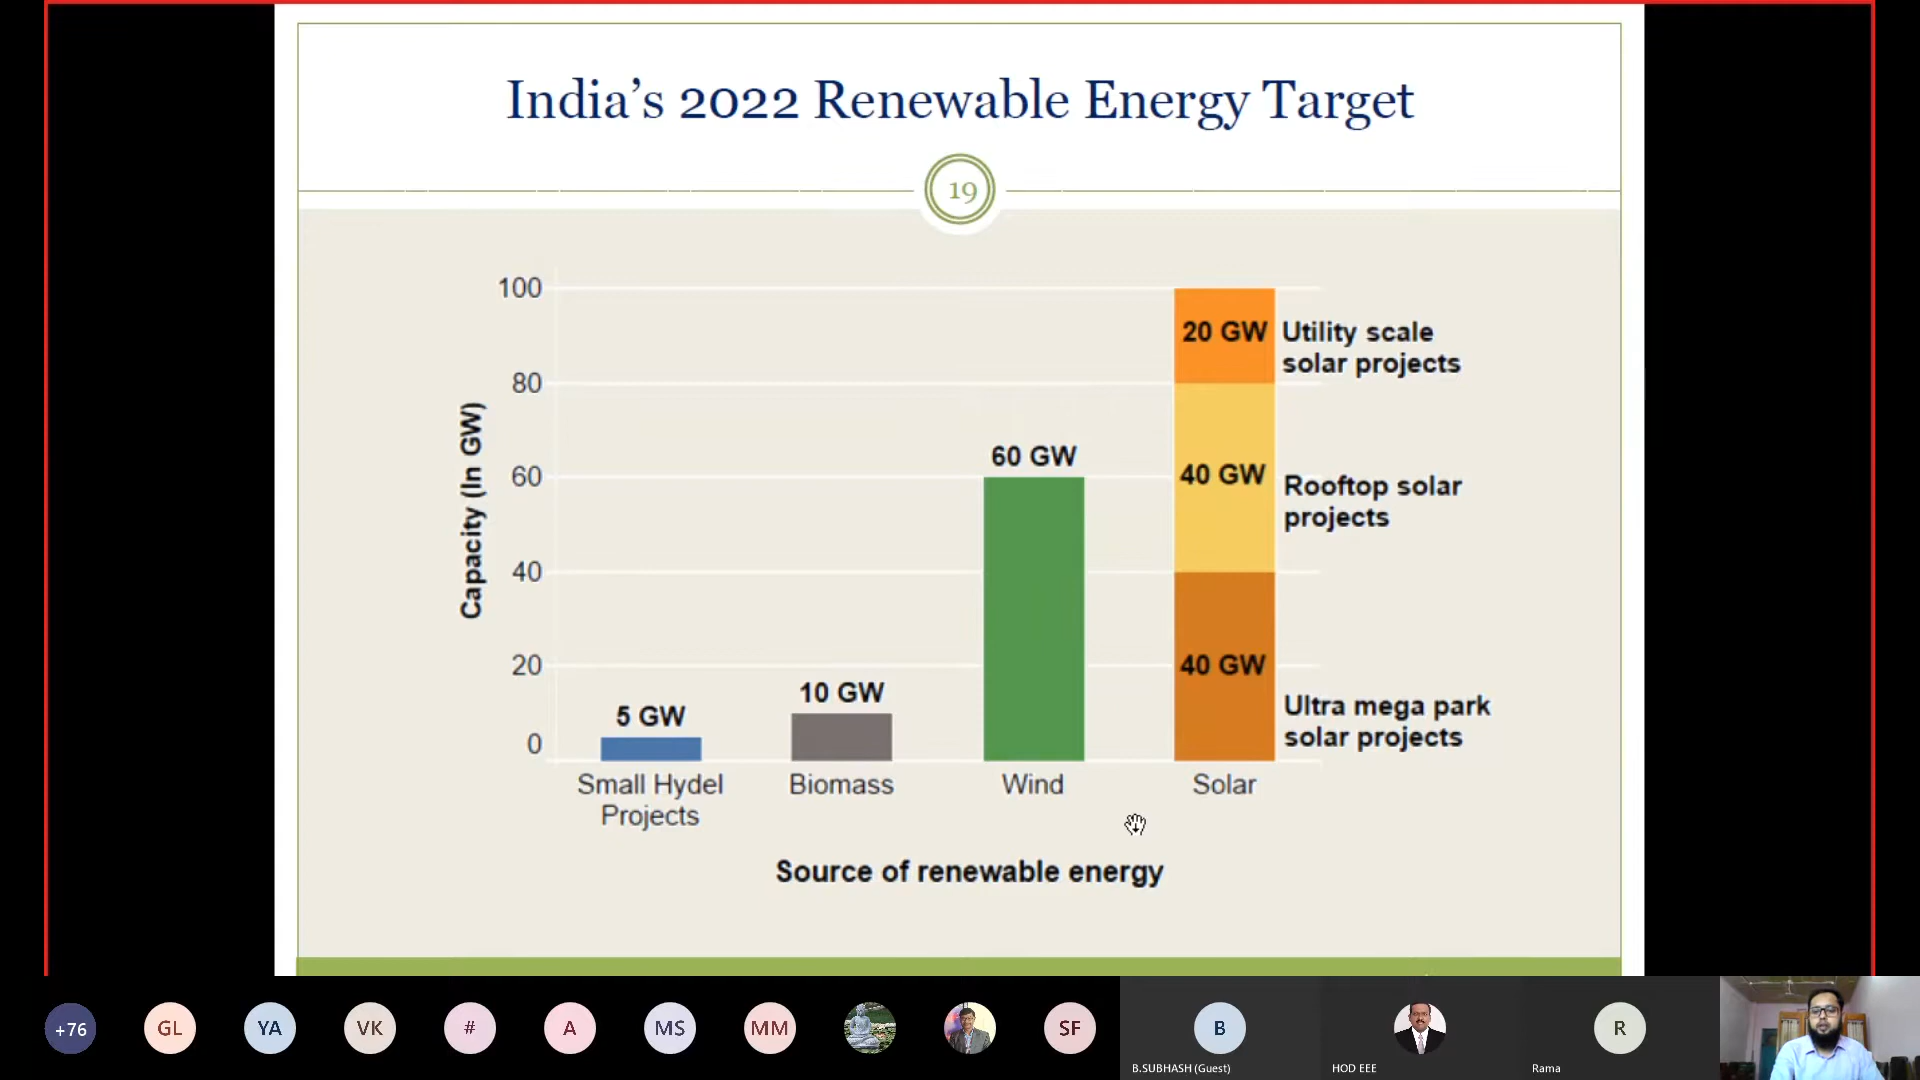 India’s 2022 Renewable Energy Target
19
100
80
60
40
20
0
Capacity (In GW)
5 GW
10 GW
60 GW
20 GW
40 GW
40 GW
Utility scale
solar projects
Rooftop solar
projects
Ultra mega park
solar projects
Small Hydel
Projects
Biomass
Wind
Solar
Source of renewable energy
+76
GL
YA
VK
#
A
MS
MM
SF
B
R
B.SUBHASH (Guest)
HOD EEE
Rama